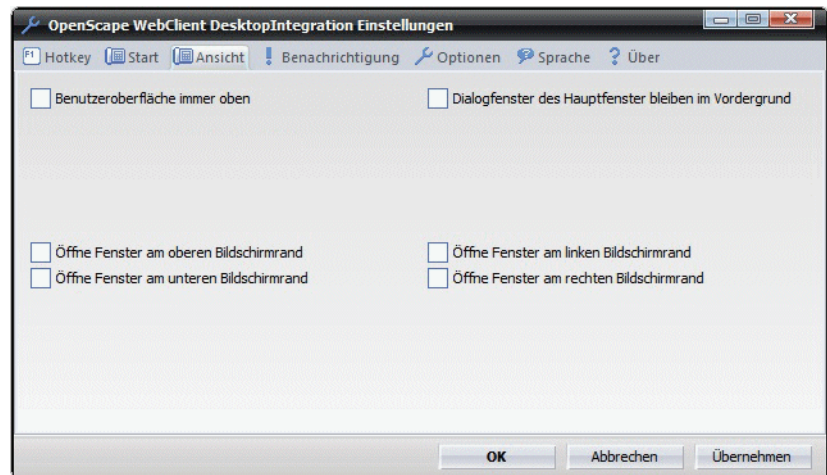 OpenScape WebClient DesktopIntegration Einstellungen
F1 Hotkey Start Ansicht ! Benachrichtigung Optionen Sprache ? Über
Benutzeroberfläche immer oben Dialogfenster des Hauptfenster bleiben im Vordergrund
Öffne Fenster am oberen Bildschirmrand Öffne Fenster am linken Bildschirmrand
Öffne Fenster am unteren Bildschirmrand Öffne Fenster am rechten Bildschirmrand
OK Abbrechen Übernehmen